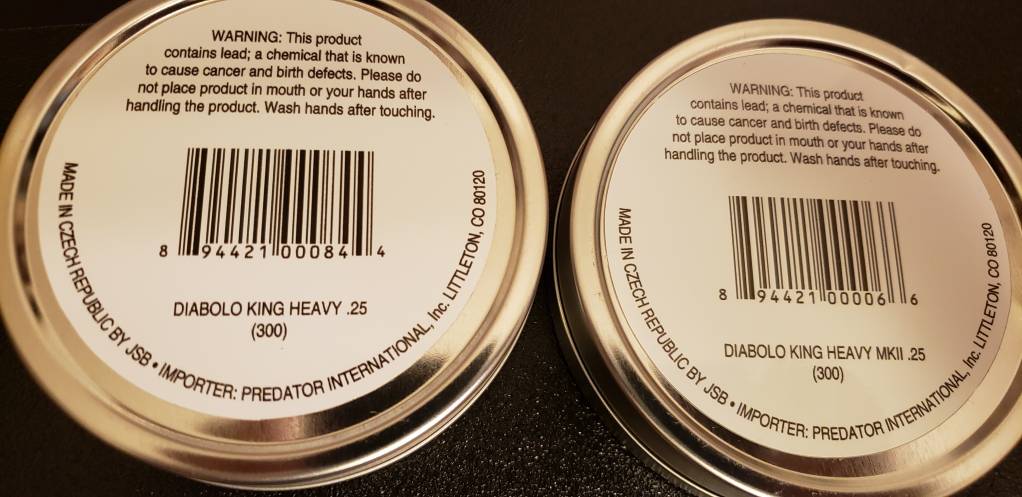 WARNING: This product
contains lead; a chemical that is known
to cause cancer and birth defects. Please do
not place product in mouth or your hands after
handling the product. Wash hands after touching.
8 94421 00084 4
DIABOLO KING HEAVY .25
(300)
MADE IN CZECH REPUBLIC BY JSB • IMPORTER: PREDATOR INTERNATIONAL, Inc. LITTLETON, CO 80120
WARNING: This product
contains lead; a chemical that is known
to cause cancer and birth defects. Please do
not place product in mouth or your hands after
handling the product. Wash hands after touching.
8 94421 00006 6
DIABOLO KING HEAVY MKII .25
(300)
MADE IN CZECH REPUBLIC BY JSB • IMPORTER: PREDATOR INTERNATIONAL, Inc. LITTLETON, CO 80120